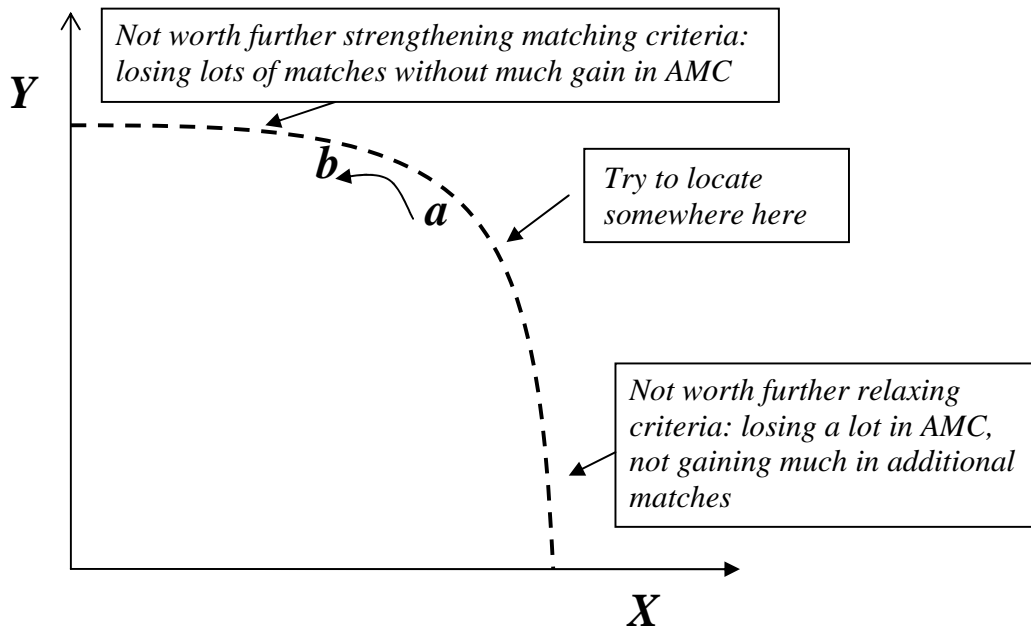 Not worth further strengthening matching criteria:
losing lots of matches without much gain in AMC
Y
b
a
Try to locate
somewhere here
Not worth further relaxing
criteria: losing a lot in AMC,
not gaining much in additional
matches
X